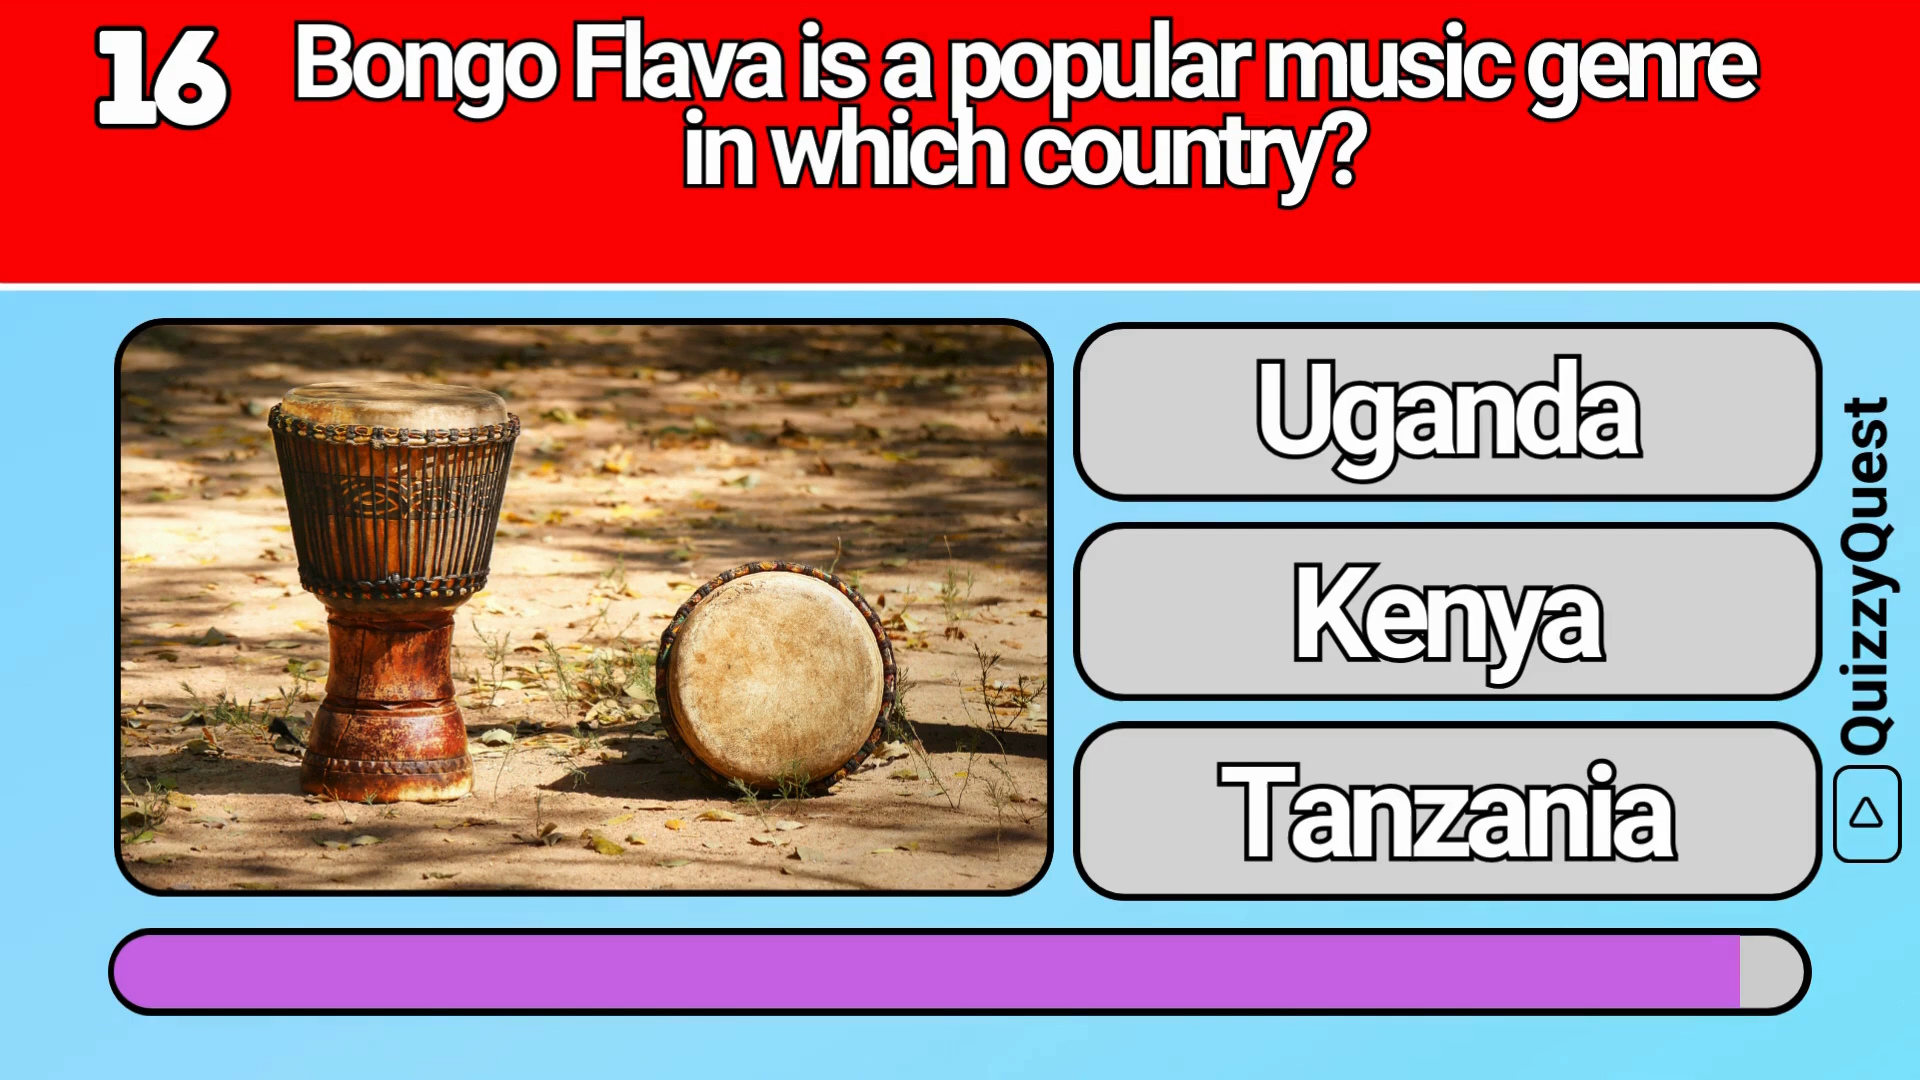 16
Bongo Flava is a popular music genre
in which country?
Uganda
Kenya
Tanzania
QuizzyQuest